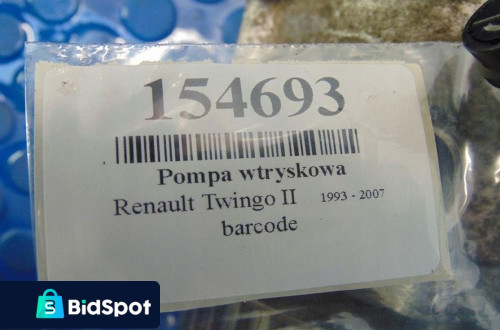 154693
Pompa wtryskowa
Renault Twingo II 1993 - 2007
barcode
S BidSpot